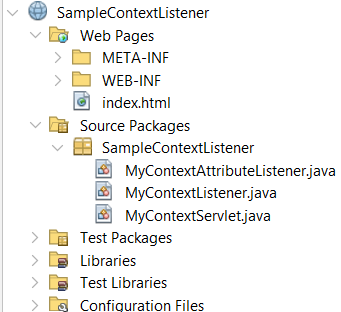 SampleContextListener
Web Pages
META-INF
WEB-INF
index.html
Source Packages
SampleContextListener
MyContextAttributeListener.java
MyContextListener.java
MyContextServlet.java
Test Packages
Libraries
Test Libraries
Configuration Files